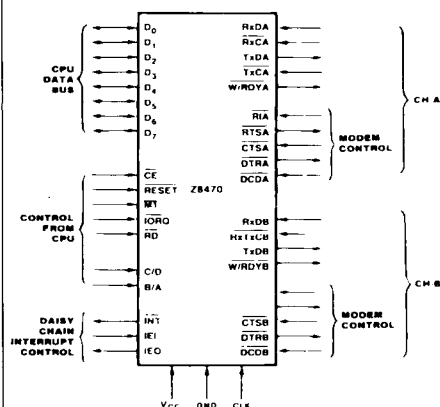 CPU
DATA
BUS
D0
D1
D2
D3
D4
D5
D6
D7
CONTROL
FROM
CPU
CE
RESET
M1
IORQ
RD
C/D
B/A
DAISY
CHAIN
INTERRUPT
CONTROL
INT
IEI
IEO
Z8470
RxDA
RxCA
TxDA
TxCA
W/RDYA
RIA
RTSA
CTSA
DTRA
DCDA
MODEM
CONTROL
CH-A
RxDB
RxTxCB
TxDB
W/RDYB
CTSB
DTRB
DCDB
MODEM
CONTROL
CH-B
VCC GND CLK